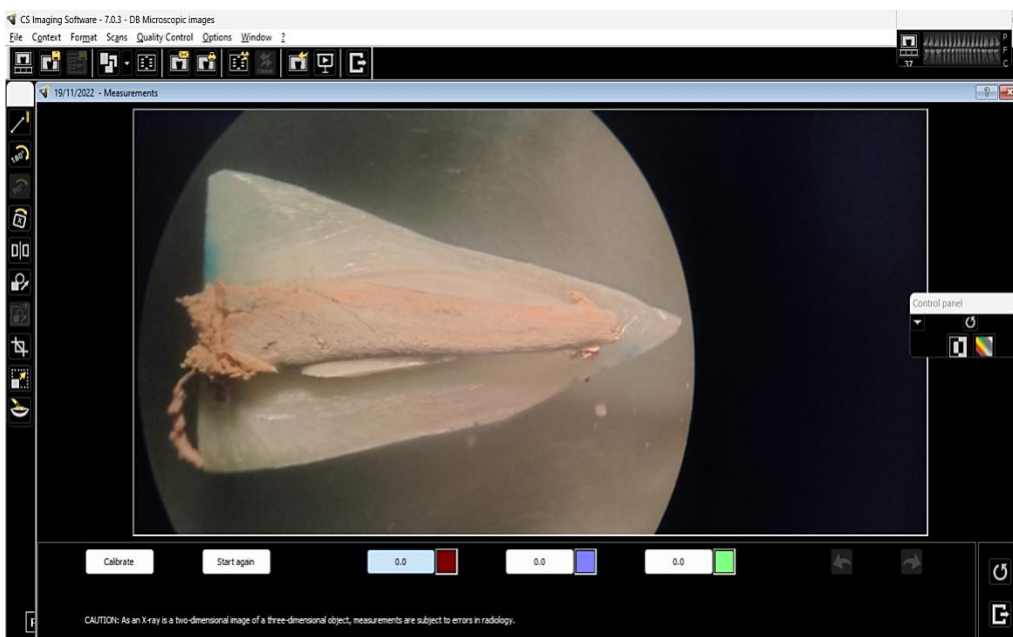 CS Imaging Software - 7.0.3 - DB Microscopic images
File Context Format Scans Quality Control Options Window ?
37
P
F
C
19/11/2022 - Measurements
180°
Control panel
Calibrate Start again 0.0 0.0 0.0
CAUTION: As an X-ray is a two-dimensional image of a three-dimensional object, measurements are subject to errors in radiology.